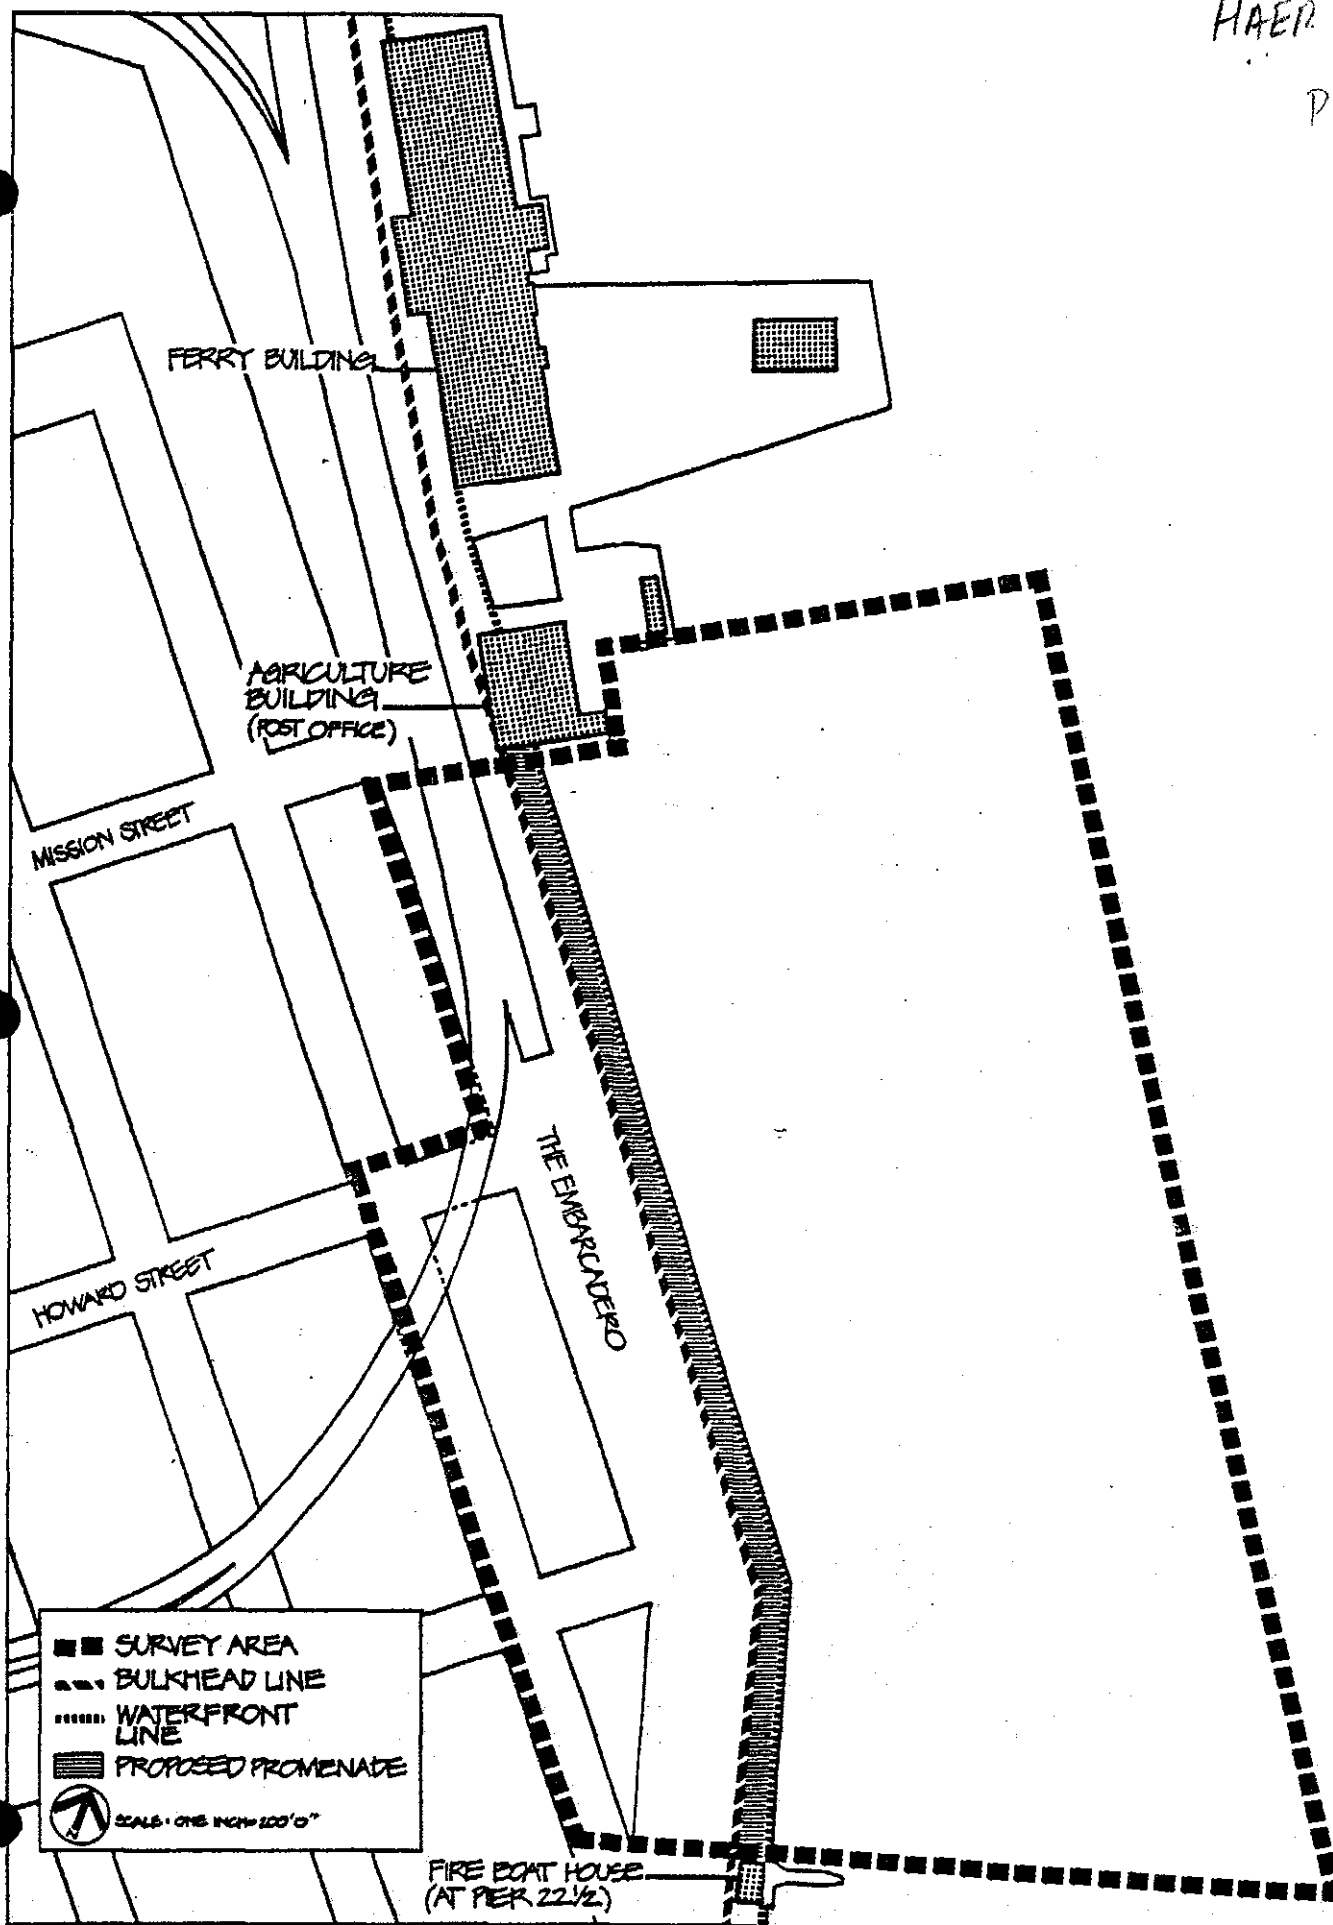 HAER
P
FERRY BUILDING
AGRICULTURE
BUILDING
(POST OFFICE)
MISSION STREET
THE EMBARCADERO
HOWARD STREET
SURVEY AREA
BULKHEAD LINE
WATERFRONT
LINE
PROPOSED PROMENADE
N
SCALE: ONE INCH=200'0"
FIRE BOAT HOUSE
(AT PIER 22½)